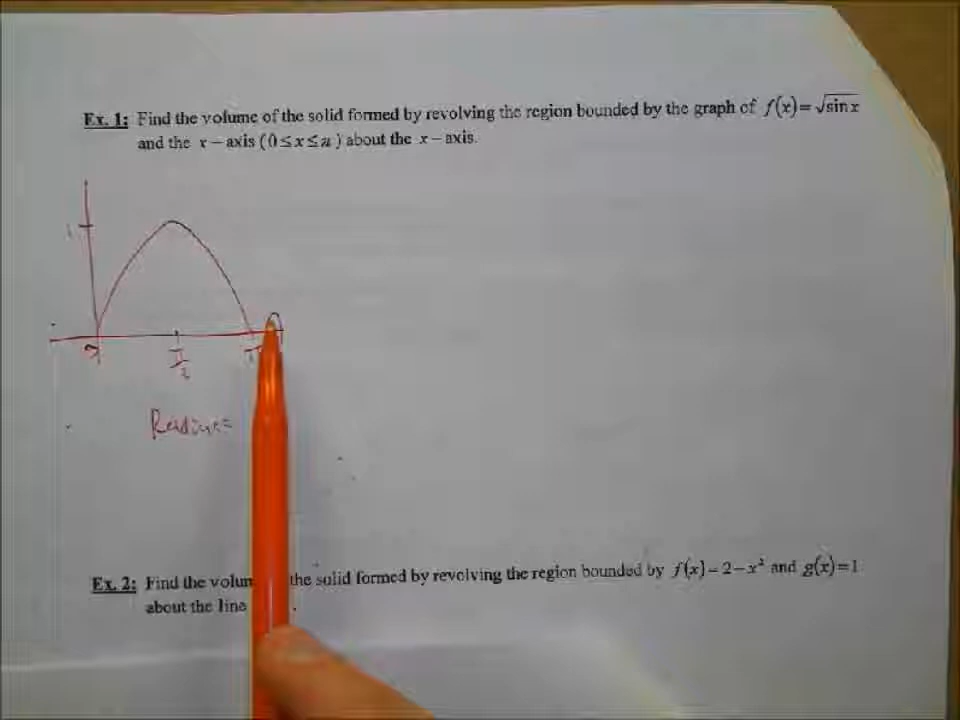 Ex. 1: Find the volume of the solid formed by revolving the region bounded by the graph of f(x)=√sin x
and the x – axis (0≤x≤π) about the x – axis.
1
0 π/2 π
Radius=
Ex. 2: Find the the solid formed by revolving the region bounded by f(x)=2–x² and g(x)=1
about the line